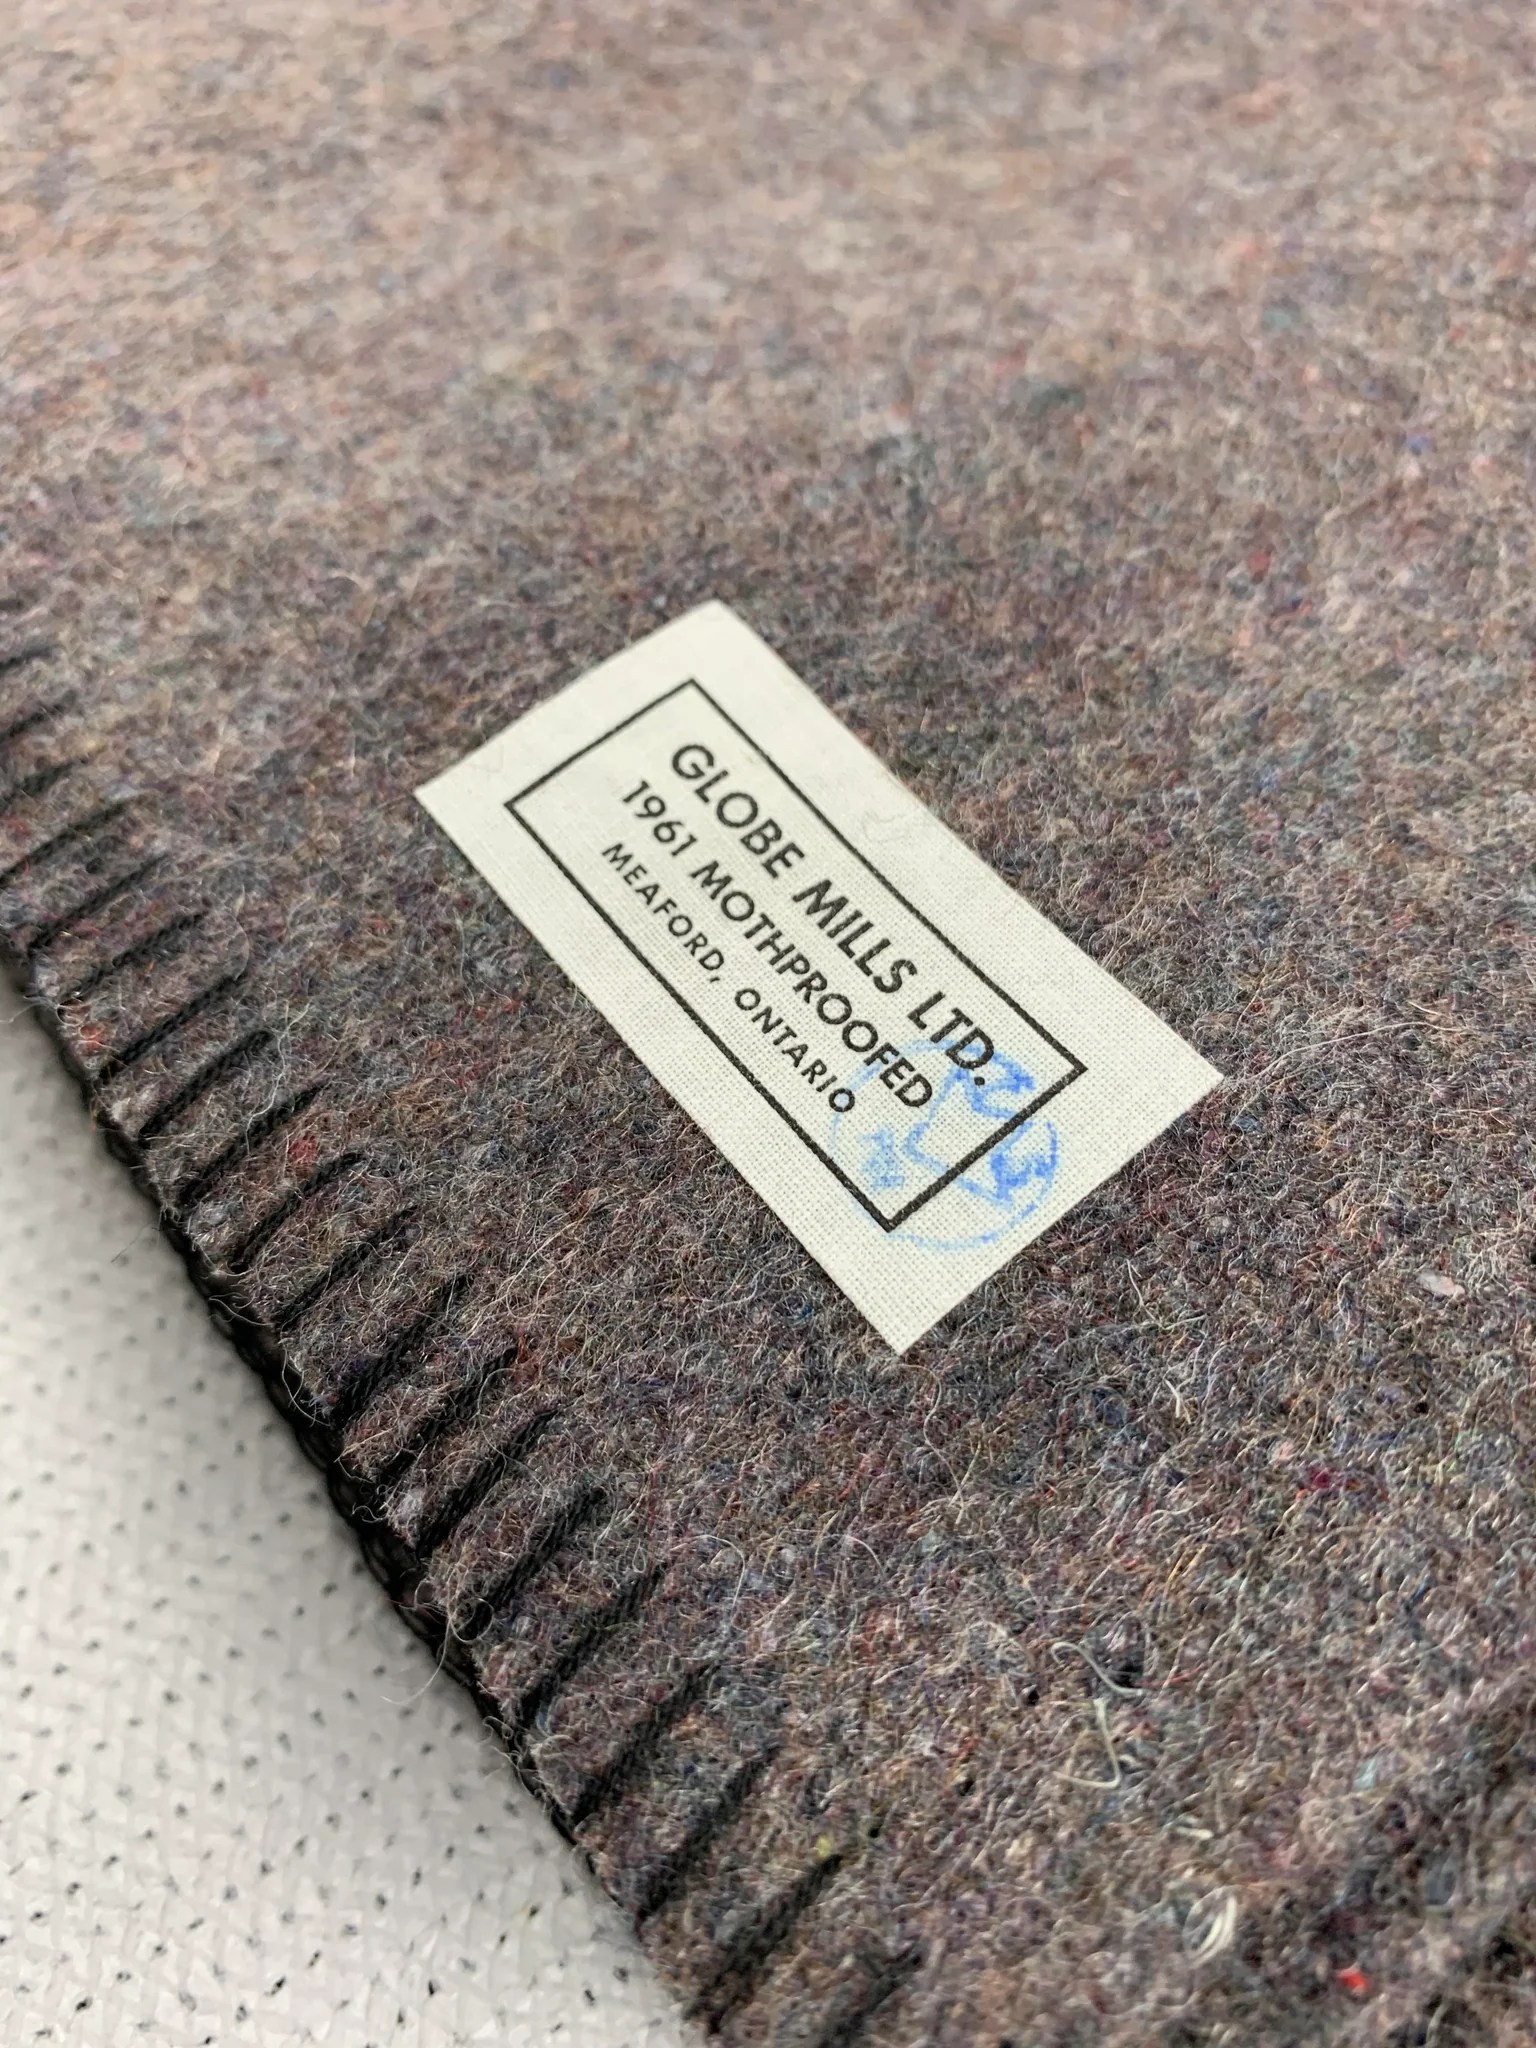 GLOBE MILLS LTD.
1961 MOTHPROOFED
MEAFORD, ONTARIO